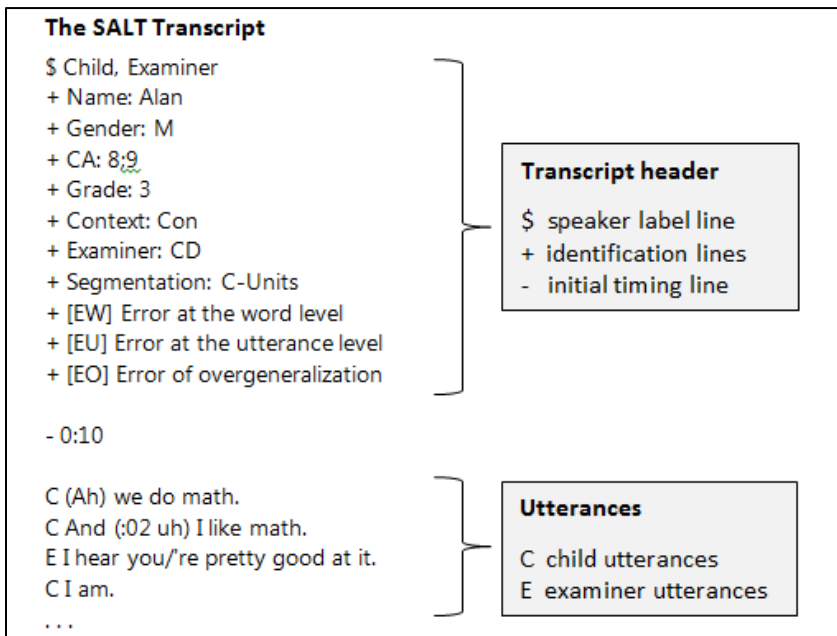 The SALT Transcript
$ Child, Examiner
+ Name: Alan
+ Gender: M
+ CA: 8;9
+ Grade: 3
+ Context: Con
+ Examiner: CD
+ Segmentation: C-Units
+ [EW] Error at the word level
+ [EU] Error at the utterance level
+ [EO] Error of overgeneralization
Transcript header
$ speaker label line
+ identification lines
- initial timing line
- 0:10
C (Ah) we do math.
C And (:02 uh) I like math.
E I hear you/'re pretty good at it.
C I am.
. . .
Utterances
C child utterances
E examiner utterances